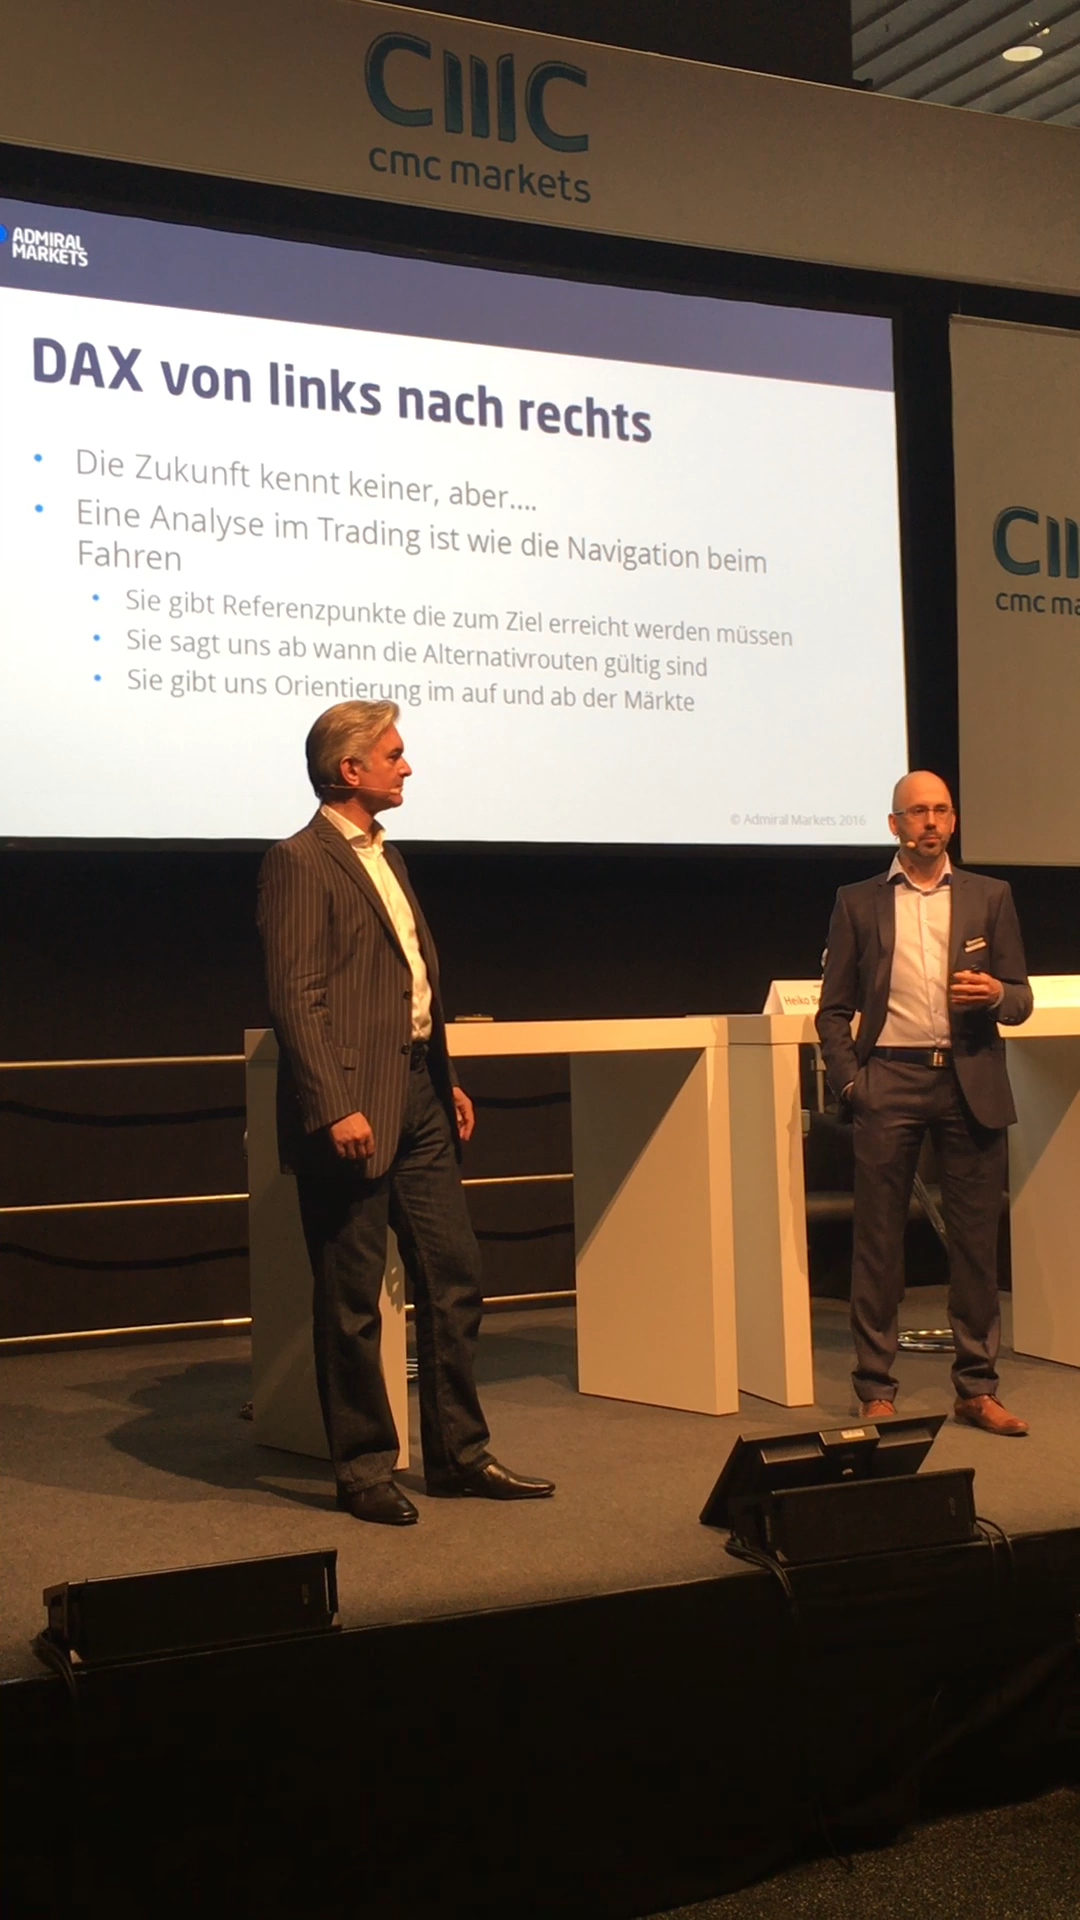 CMC
cmc markets
ADMIRAL
MARKETS
DAX von links nach rechts
• Die Zukunft kennt keiner, aber....
• Eine Analyse im Trading ist wie die Navigation beim
Fahren
• Sie gibt Referenzpunkte die zum Ziel erreicht werden müssen
• Sie sagt uns ab wann die Alternativrouten gültig sind
• Sie gibt uns Orientierung im auf und ab der Märkte
© Admiral Markets 2016
cmc
Heiko